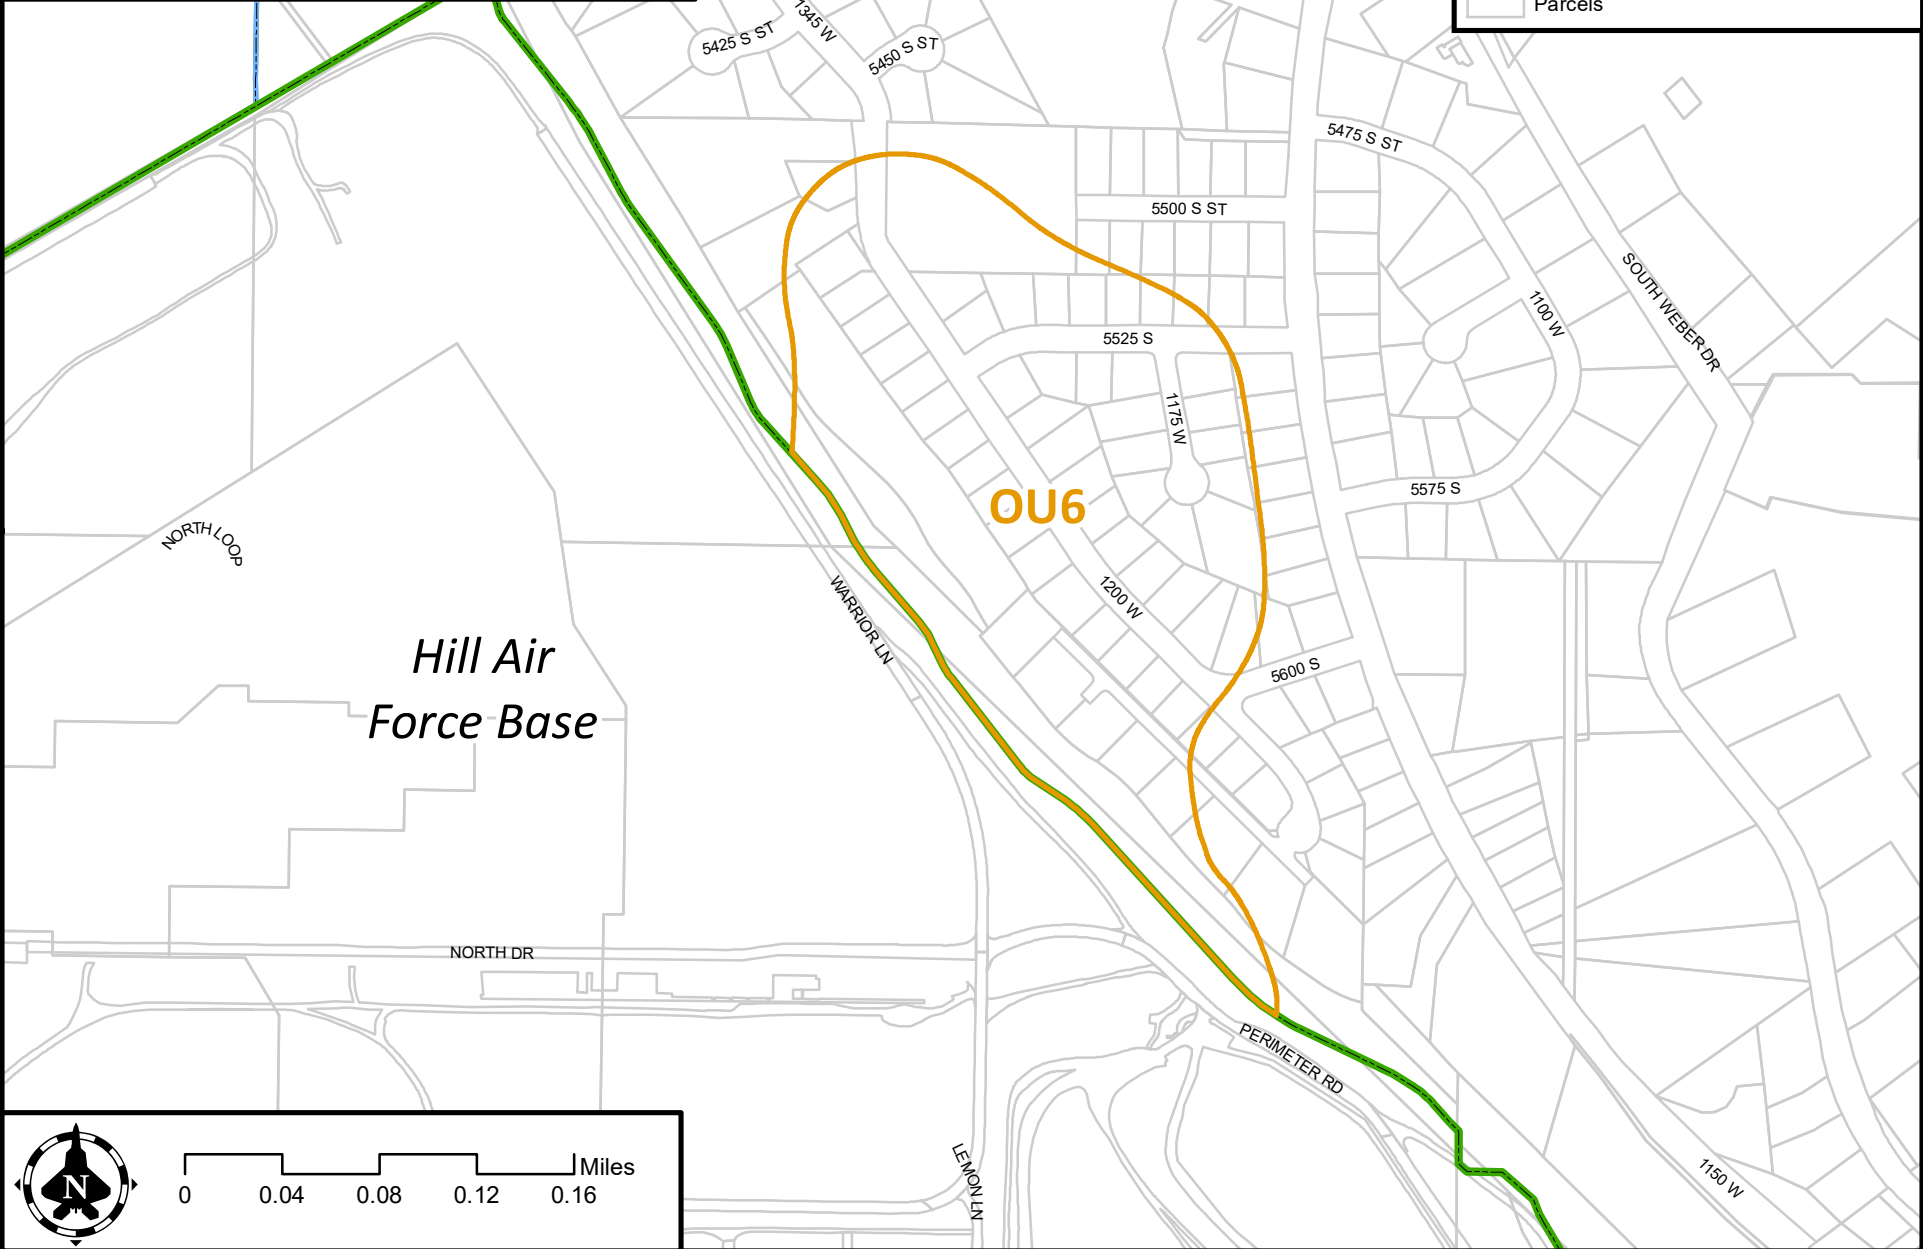 Parcels
1345 W
5425 S ST
5450 S ST
5475 S ST
5500 S ST
SOUTH WEBER DR
1100 W
5525 S
1175 W
5575 S
OU6
NORTH LOOP
WARRIOR LN
1200 W
Hill Air
Force Base
5600 S
NORTH DR
PERIMETER RD
LEMON LN
1150 W
N
Miles
0 0.04 0.08 0.12 0.16